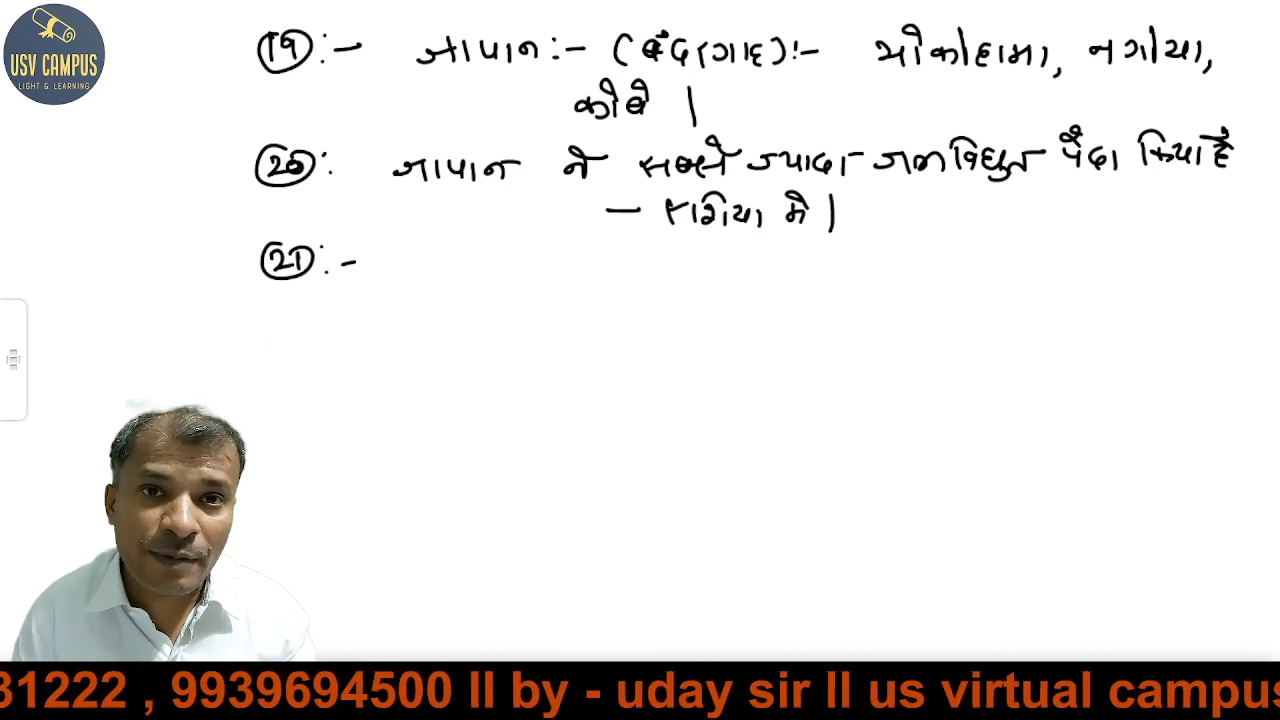 USV CAMPUS
LIGHT & LEARNING
19 :- जापान :- (बंदरगाह) :- योकोहामा, नगोया,
कोबे |
20 : जापान ने सबसे ज्यादा जलविद्युत पैदा किया है
- एशिया में |
21 : -
31222 , 9939694500 ll by - uday sir ll us virtual campus